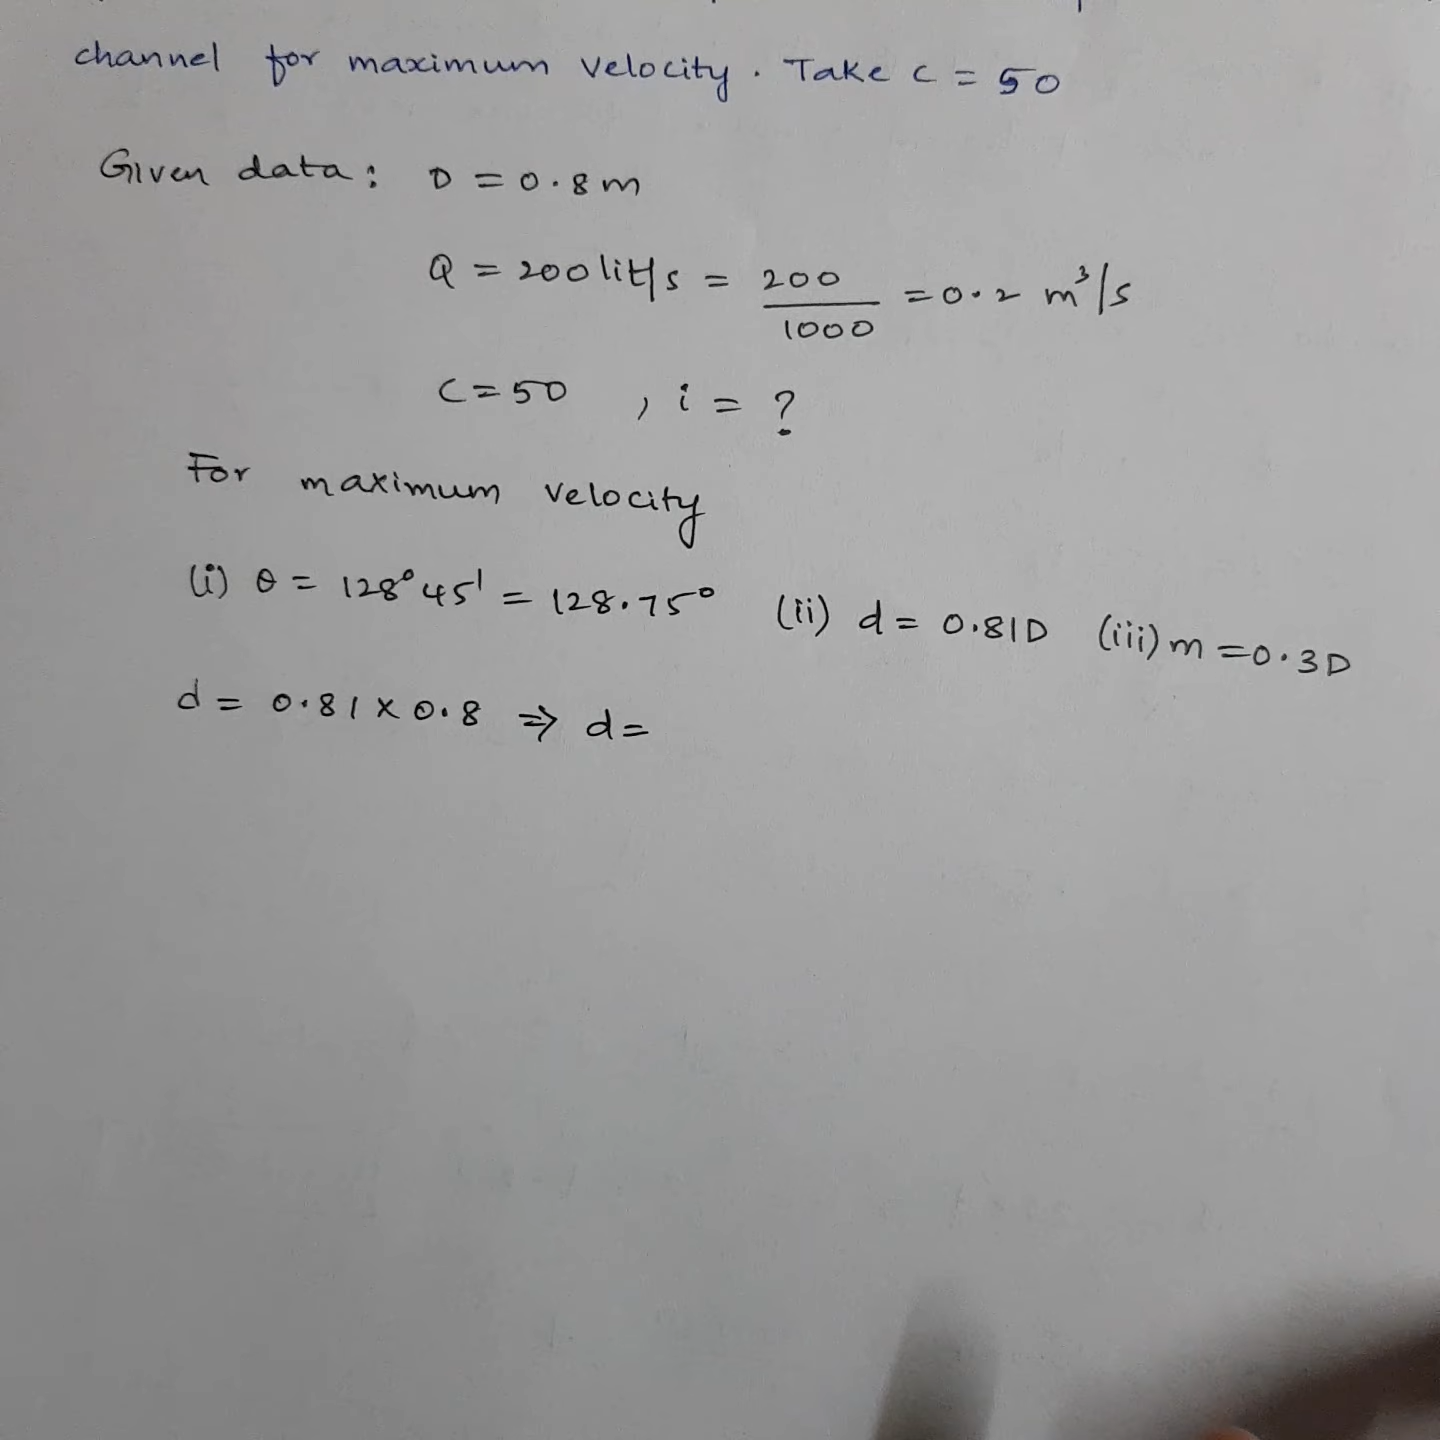 channel for maximum velocity. Take C = 50
Given data: D = 0.8m
Q = 200 lit/s = 200/1000 = 0.2 m³/s
C = 50 , i = ?
For maximum velocity
(i) θ = 128°45' = 128.75° (ii) d = 0.81D (iii) m = 0.3D
d = 0.81 x 0.8 ⇒ d =